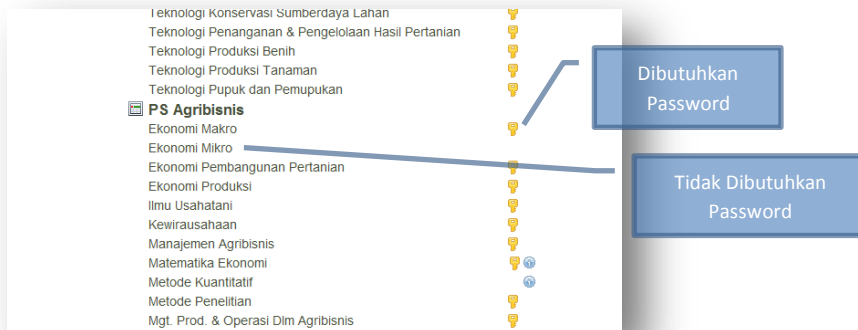 Teknologi Konservasi Sumberdaya Lahan
Teknologi Penanganan & Pengelolaan Hasil Pertanian
Teknologi Produksi Benih
Teknologi Produksi Tanaman
Teknologi Pupuk dan Pemupukan
PS Agribisnis
Ekonomi Makro
Ekonomi Mikro
Ekonomi Pembangunan Pertanian
Ekonomi Produksi
Ilmu Usahatani
Kewirausahaan
Manajemen Agribisnis
Matematika Ekonomi
Metode Kuantitatif
Metode Penelitian
Mgt. Prod. & Operasi Dlm Agribisnis
Dibutuhkan
Password
Tidak Dibutuhkan
Password